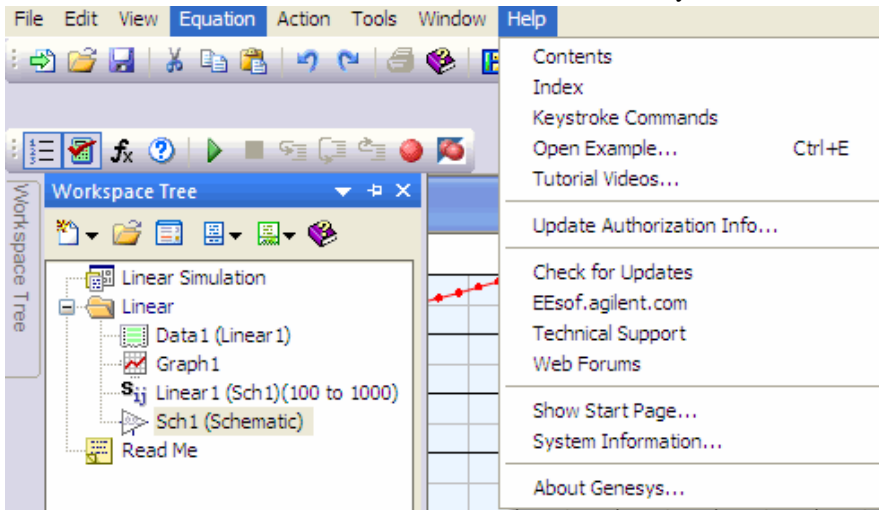 File Edit View Equation Action Tools Window Help
Contents
Index
Keystroke Commands
Open Example... Ctrl+E
Tutorial Videos...
Update Authorization Info...
Check for Updates
EEsof.agilent.com
Technical Support
Web Forums
Show Start Page...
System Information...
About Genesys...
fx
Workspace Tree
Workspace Tree
Linear Simulation
Linear
Data1 (Linear1)
Graph1
Sij Linear1 (Sch1)(100 to 1000)
Sch1 (Schematic)
Read Me